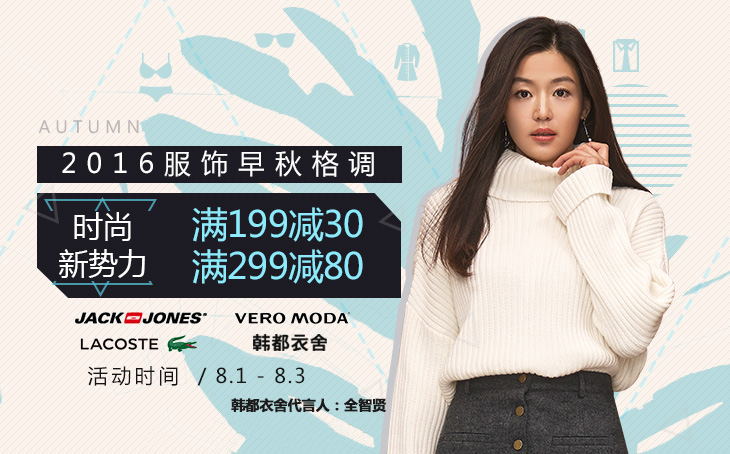 AUTUMN
2016服饰早秋格调
时尚
新势力
满199减30
满299减80
JACK JONES VERO MODA
LACOSTE 韩都衣舍
活动时间 / 8.1 - 8.3
韩都衣舍代言人：全智贤